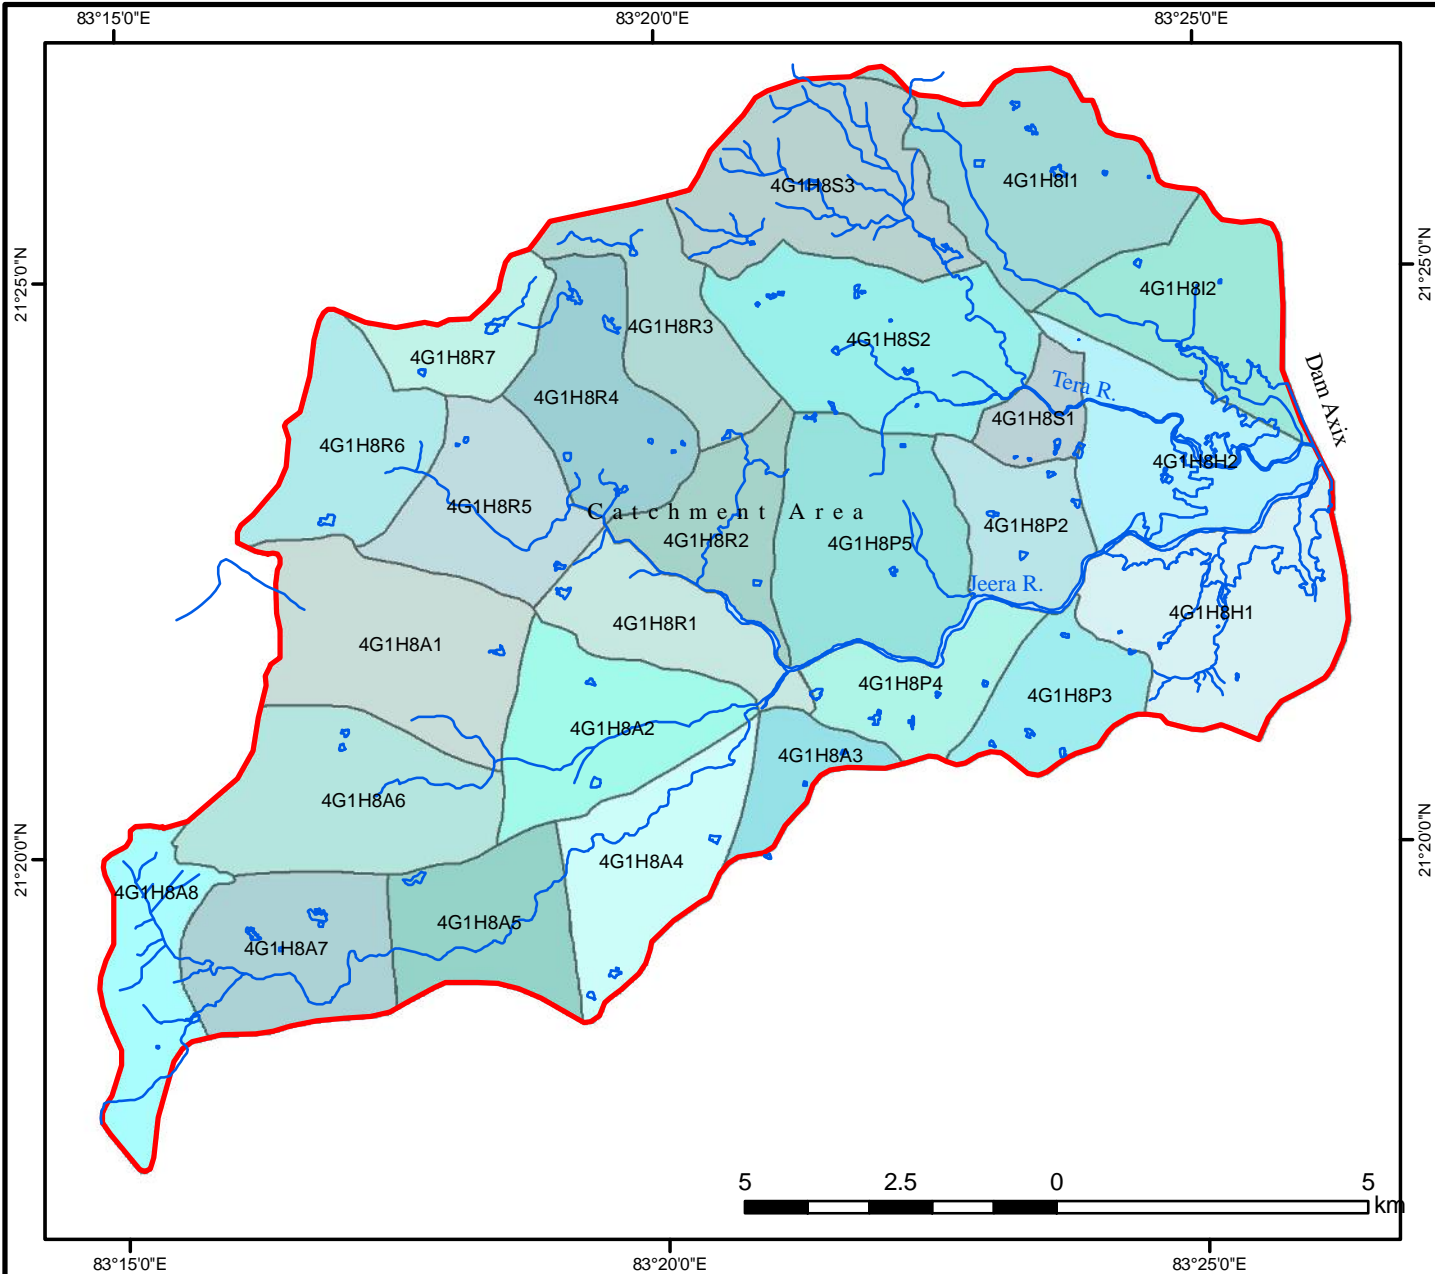 83°15'0"E
83°20'0"E
83°25'0"E
4G1H8I1
4G1H8S3
21°25'0"N
21°25'0"N
4G1H8I2
4G1H8R3
4G1H8S2
4G1H8R7
Dam Axix
Tera R.
4G1H8R4
4G1H8S1
4G1H8R6
4G1H8H2
4G1H8R5
Catchment Area
4G1H8P2
4G1H8R2
4G1H8P5
Jeera R.
4G1H8H1
4G1H8R1
4G1H8A1
4G1H8P4
4G1H8P3
4G1H8A2
4G1H8A3
4G1H8A6
21°20'0"N
21°20'0"N
4G1H8A4
4G1H8A8
4G1H8A5
4G1H8A7
5 2.5 0 5
km
83°15'0"E
83°20'0"E
83°25'0"E